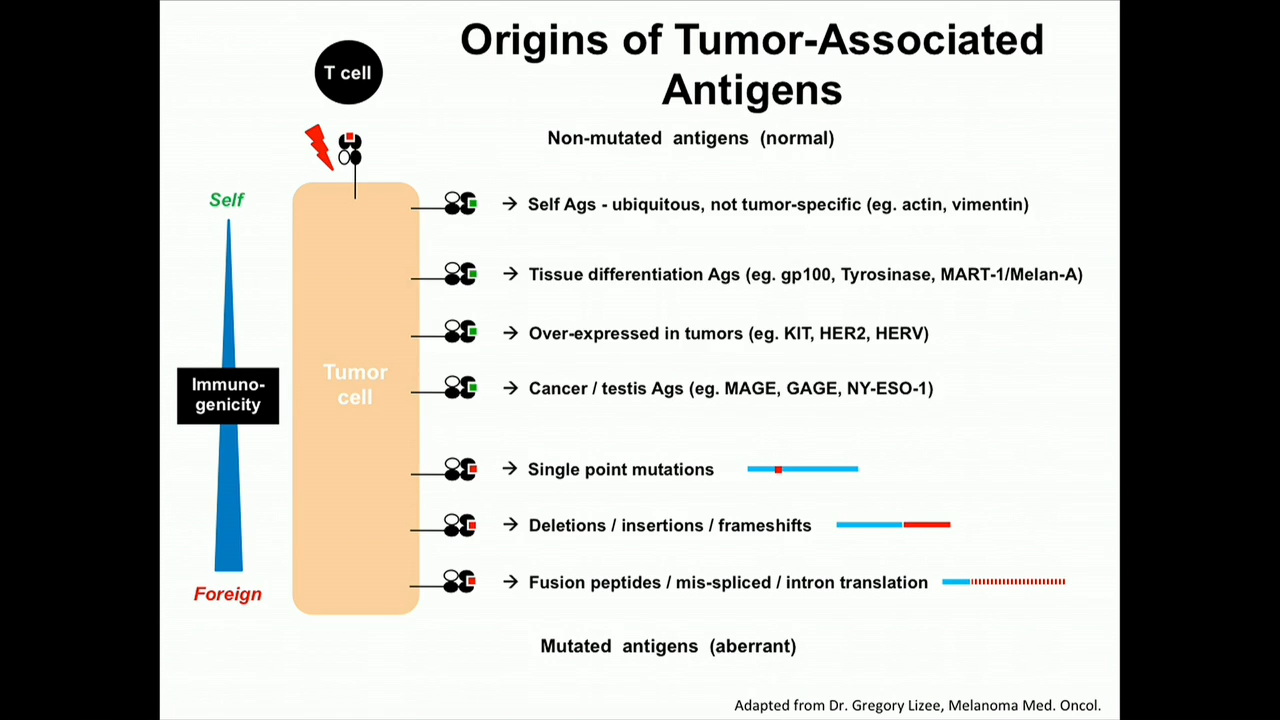 Origins of Tumor-Associated
Antigens
T cell
Non-mutated antigens (normal)
Self
→ Self Ags - ubiquitous, not tumor-specific (eg. actin, vimentin)
→ Tissue differentiation Ags (eg. gp100, Tyrosinase, MART-1/Melan-A)
→ Over-expressed in tumors (eg. KIT, HER2, HERV)
Immuno-
genicity
Tumor
cell
→ Cancer / testis Ags (eg. MAGE, GAGE, NY-ESO-1)
→ Single point mutations
→ Deletions / insertions / frameshifts
→ Fusion peptides / mis-spliced / intron translation
Foreign
Mutated antigens (aberrant)
Adapted from Dr. Gregory Lizee, Melanoma Med. Oncol.